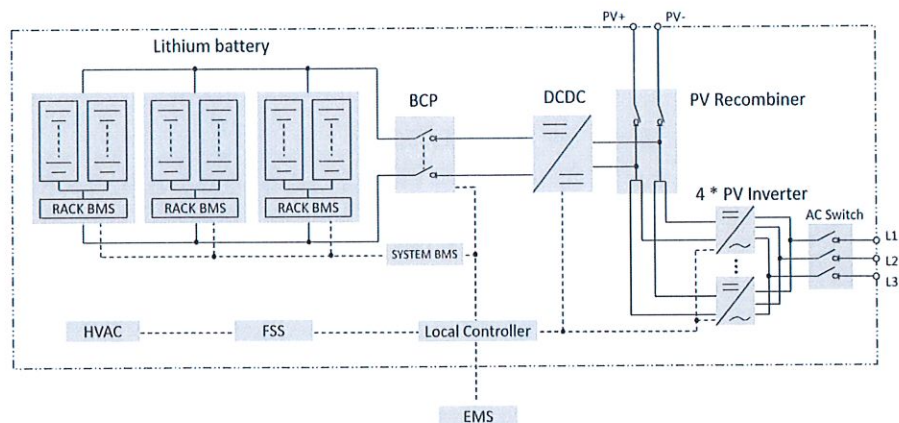 PV+ PV-
Lithium battery
BCP
DCDC
PV Recombiner
RACK BMS
RACK BMS
RACK BMS
4 * PV Inverter
AC Switch
L1
L2
L3
SYSTEM BMS
HVAC
FSS
Local Controller
EMS